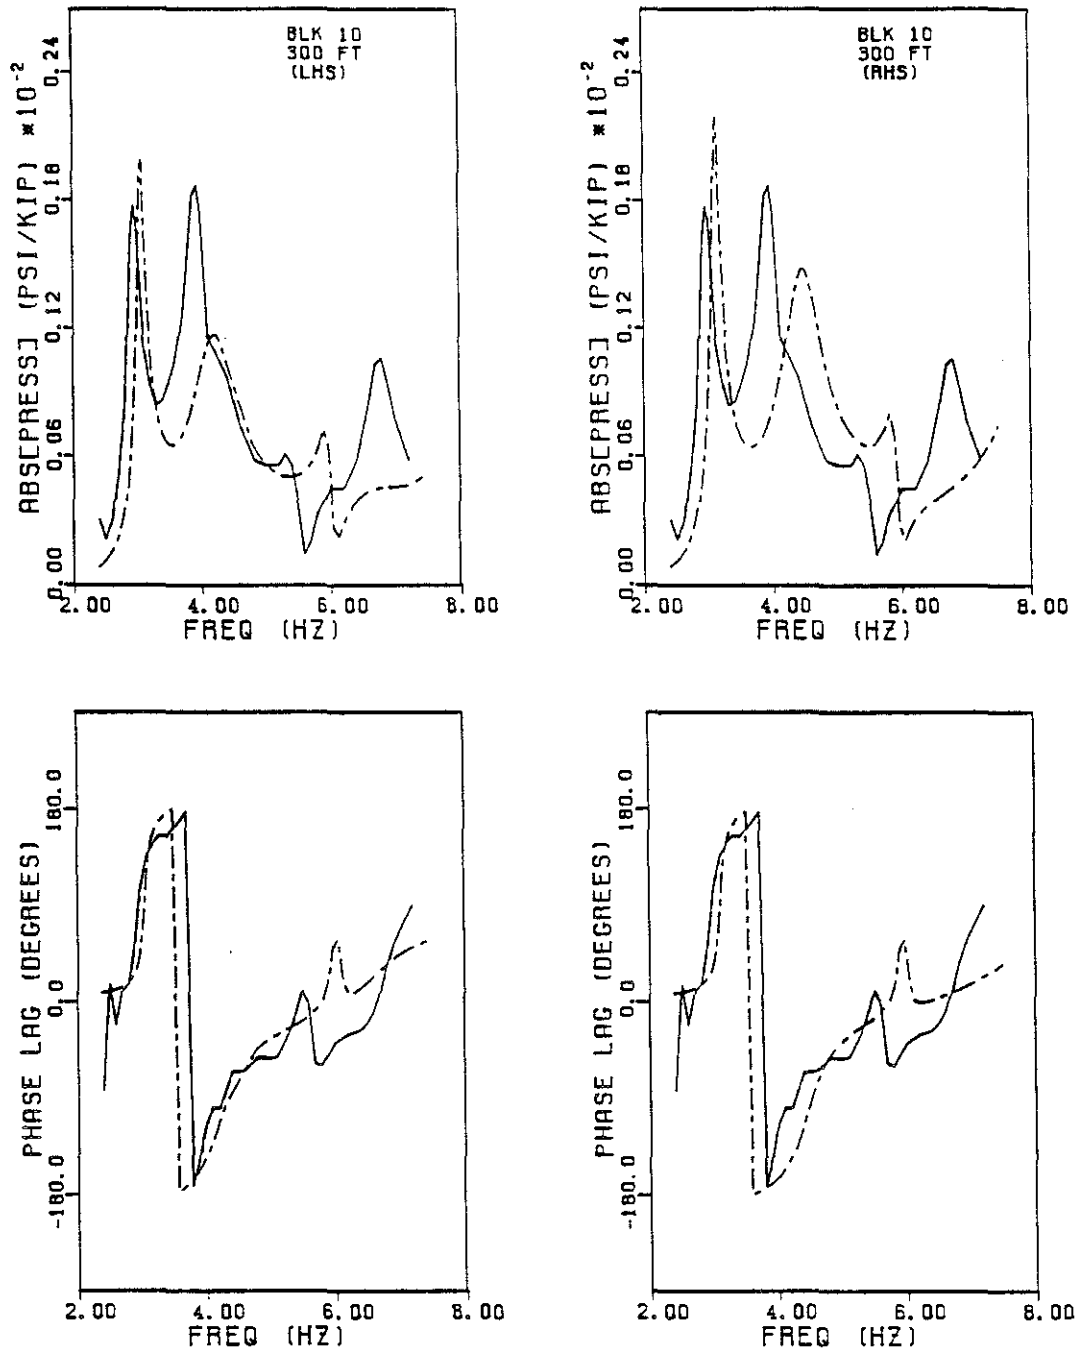 BLK 10
300 FT
(LHS)
ABS[PRESS] (PSI/KIP) *10^-2
0.24
0.18
0.12
0.06
0.00
2.00 4.00 6.00 8.00
FREQ (HZ)
BLK 10
300 FT
(RHS)
ABS[PRESS] (PSI/KIP) *10^-2
0.24
0.18
0.12
0.06
0.00
2.00 4.00 6.00 8.00
FREQ (HZ)
PHASE LAG (DEGREES)
180.0
0.0
-180.0
2.00 4.00 6.00 8.00
FREQ (HZ)
PHASE LAG (DEGREES)
180.0
0.0
-180.0
2.00 4.00 6.00 8.00
FREQ (HZ)